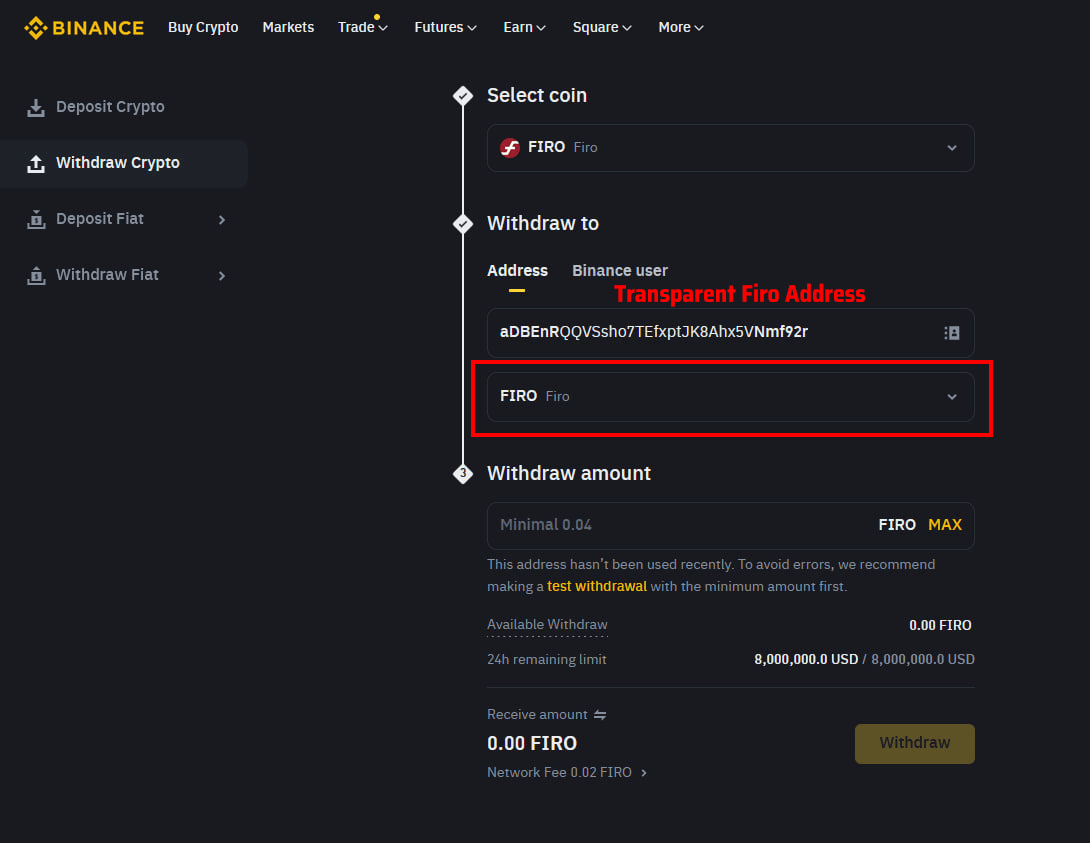 BINANCE Buy Crypto Markets Trade Futures Earn Square More
Deposit Crypto
Withdraw Crypto
Deposit Fiat
Withdraw Fiat
Select coin
FIRO Firo
Withdraw to
Address Binance user
Transparent Firo Address
aDBEnRQQVSsho7TEfxptJK8Ahx5VNmf92r
FIRO Firo
3 Withdraw amount
Minimal 0.04 FIRO MAX
This address hasn't been used recently. To avoid errors, we recommend
making a test withdrawal with the minimum amount first.
Available Withdraw 0.00 FIRO
24h remaining limit 8,000,000.0 USD / 8,000,000.0 USD
Receive amount
0.00 FIRO
Withdraw
Network Fee 0.02 FIRO